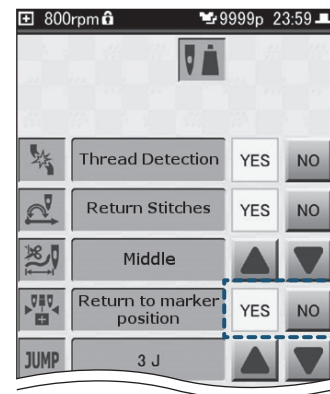 800rpm 9999p 23:59
Thread Detection YES NO
Return Stitches YES NO
Middle
Return to marker
position YES NO
JUMP 3 J